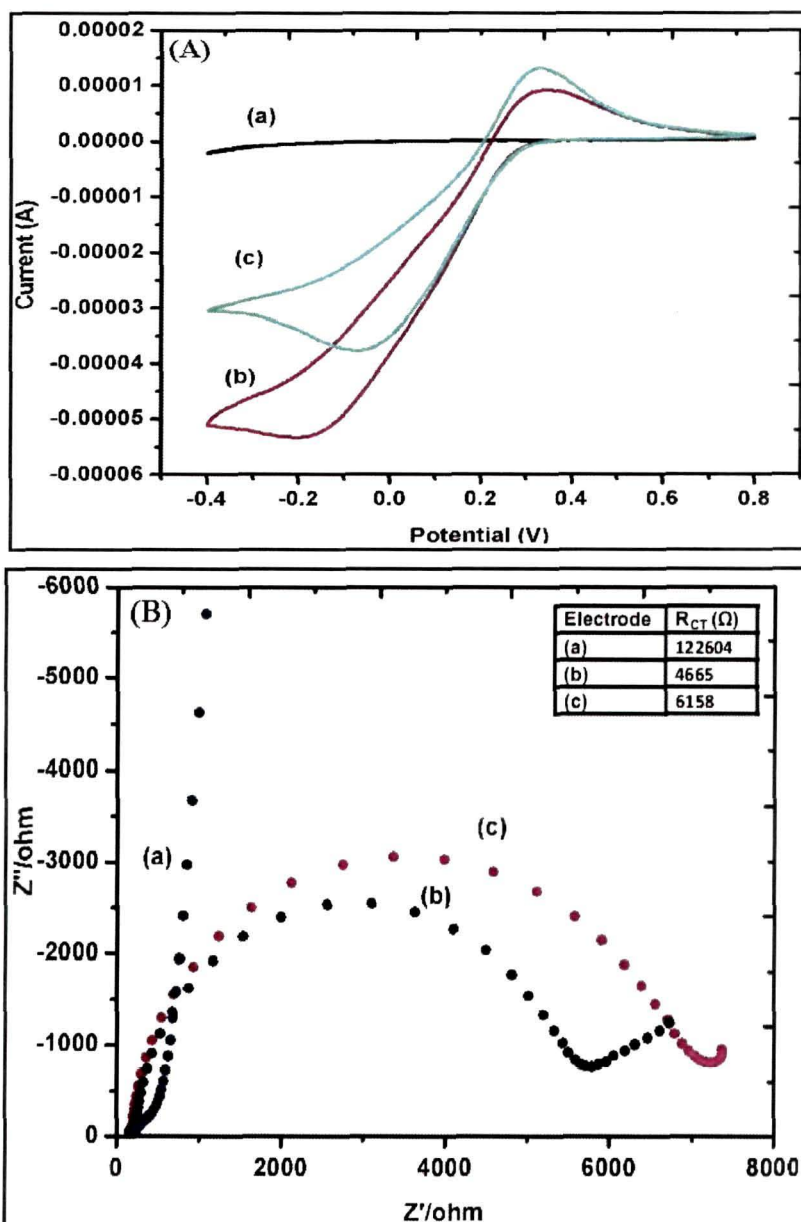 (A)
0.00002
0.00001
0.00000
-0.00001
-0.00002
-0.00003
-0.00004
-0.00005
-0.00006
Current (A)
(a)
(c)
(b)
-0.4 -0.2 0.0 0.2 0.4 0.6 0.8
Potential (V)
(B)
-6000
-5000
-4000
-3000
-2000
-1000
0
Z''/ohm
Electrode R_CT (Ω)
(a) 122604
(b) 4665
(c) 6158
(a)
(c)
(b)
0 2000 4000 6000 8000
Z'/ohm